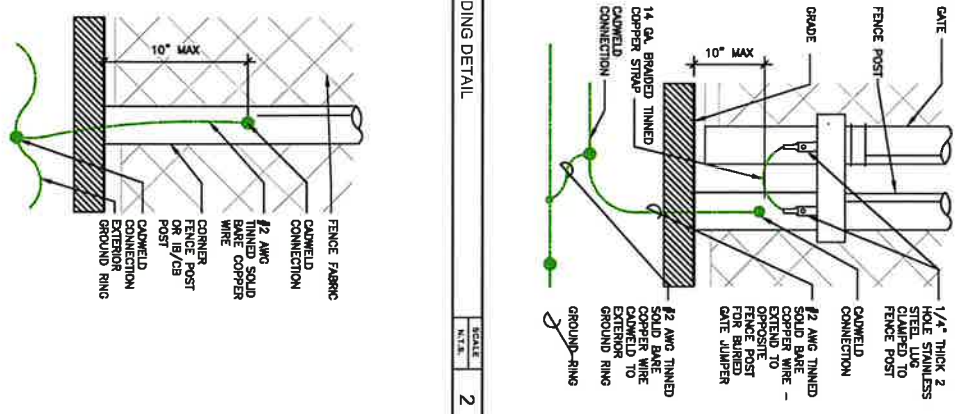 GATE
FENCE POST
GRADE
10" MAX
14 GA. BRAIDED TINNED
COPPER STRAP
CADWELD
CONNECTION
1/4" THICK 2
HOLE STAINLESS
STEEL LUG
CLAMPED TO
FENCE POST
CADWELD
CONNECTION
#2 AWG TINNED
SOLID BARE
COPPER WIRE –
EXTEND TO
OPPOSITE
FENCE POST
FOR BURIED
GATE JUMPER
#2 AWG TINNED
SOLID BARE
COPPER WIRE
CADWELD TO
EXTERIOR
GROUND RING
GROUND RING
DING DETAIL
SCALE
N.T.S.
2
10" MAX
FENCE FABRIC
CADWELD
CONNECTION
#2 AWG
TINNED SOLID
BARE COPPER
WIRE
CORNER
FENCE POST
OR IB/CB
POST
CADWELD
CONNECTION
EXTERIOR
GROUND RING